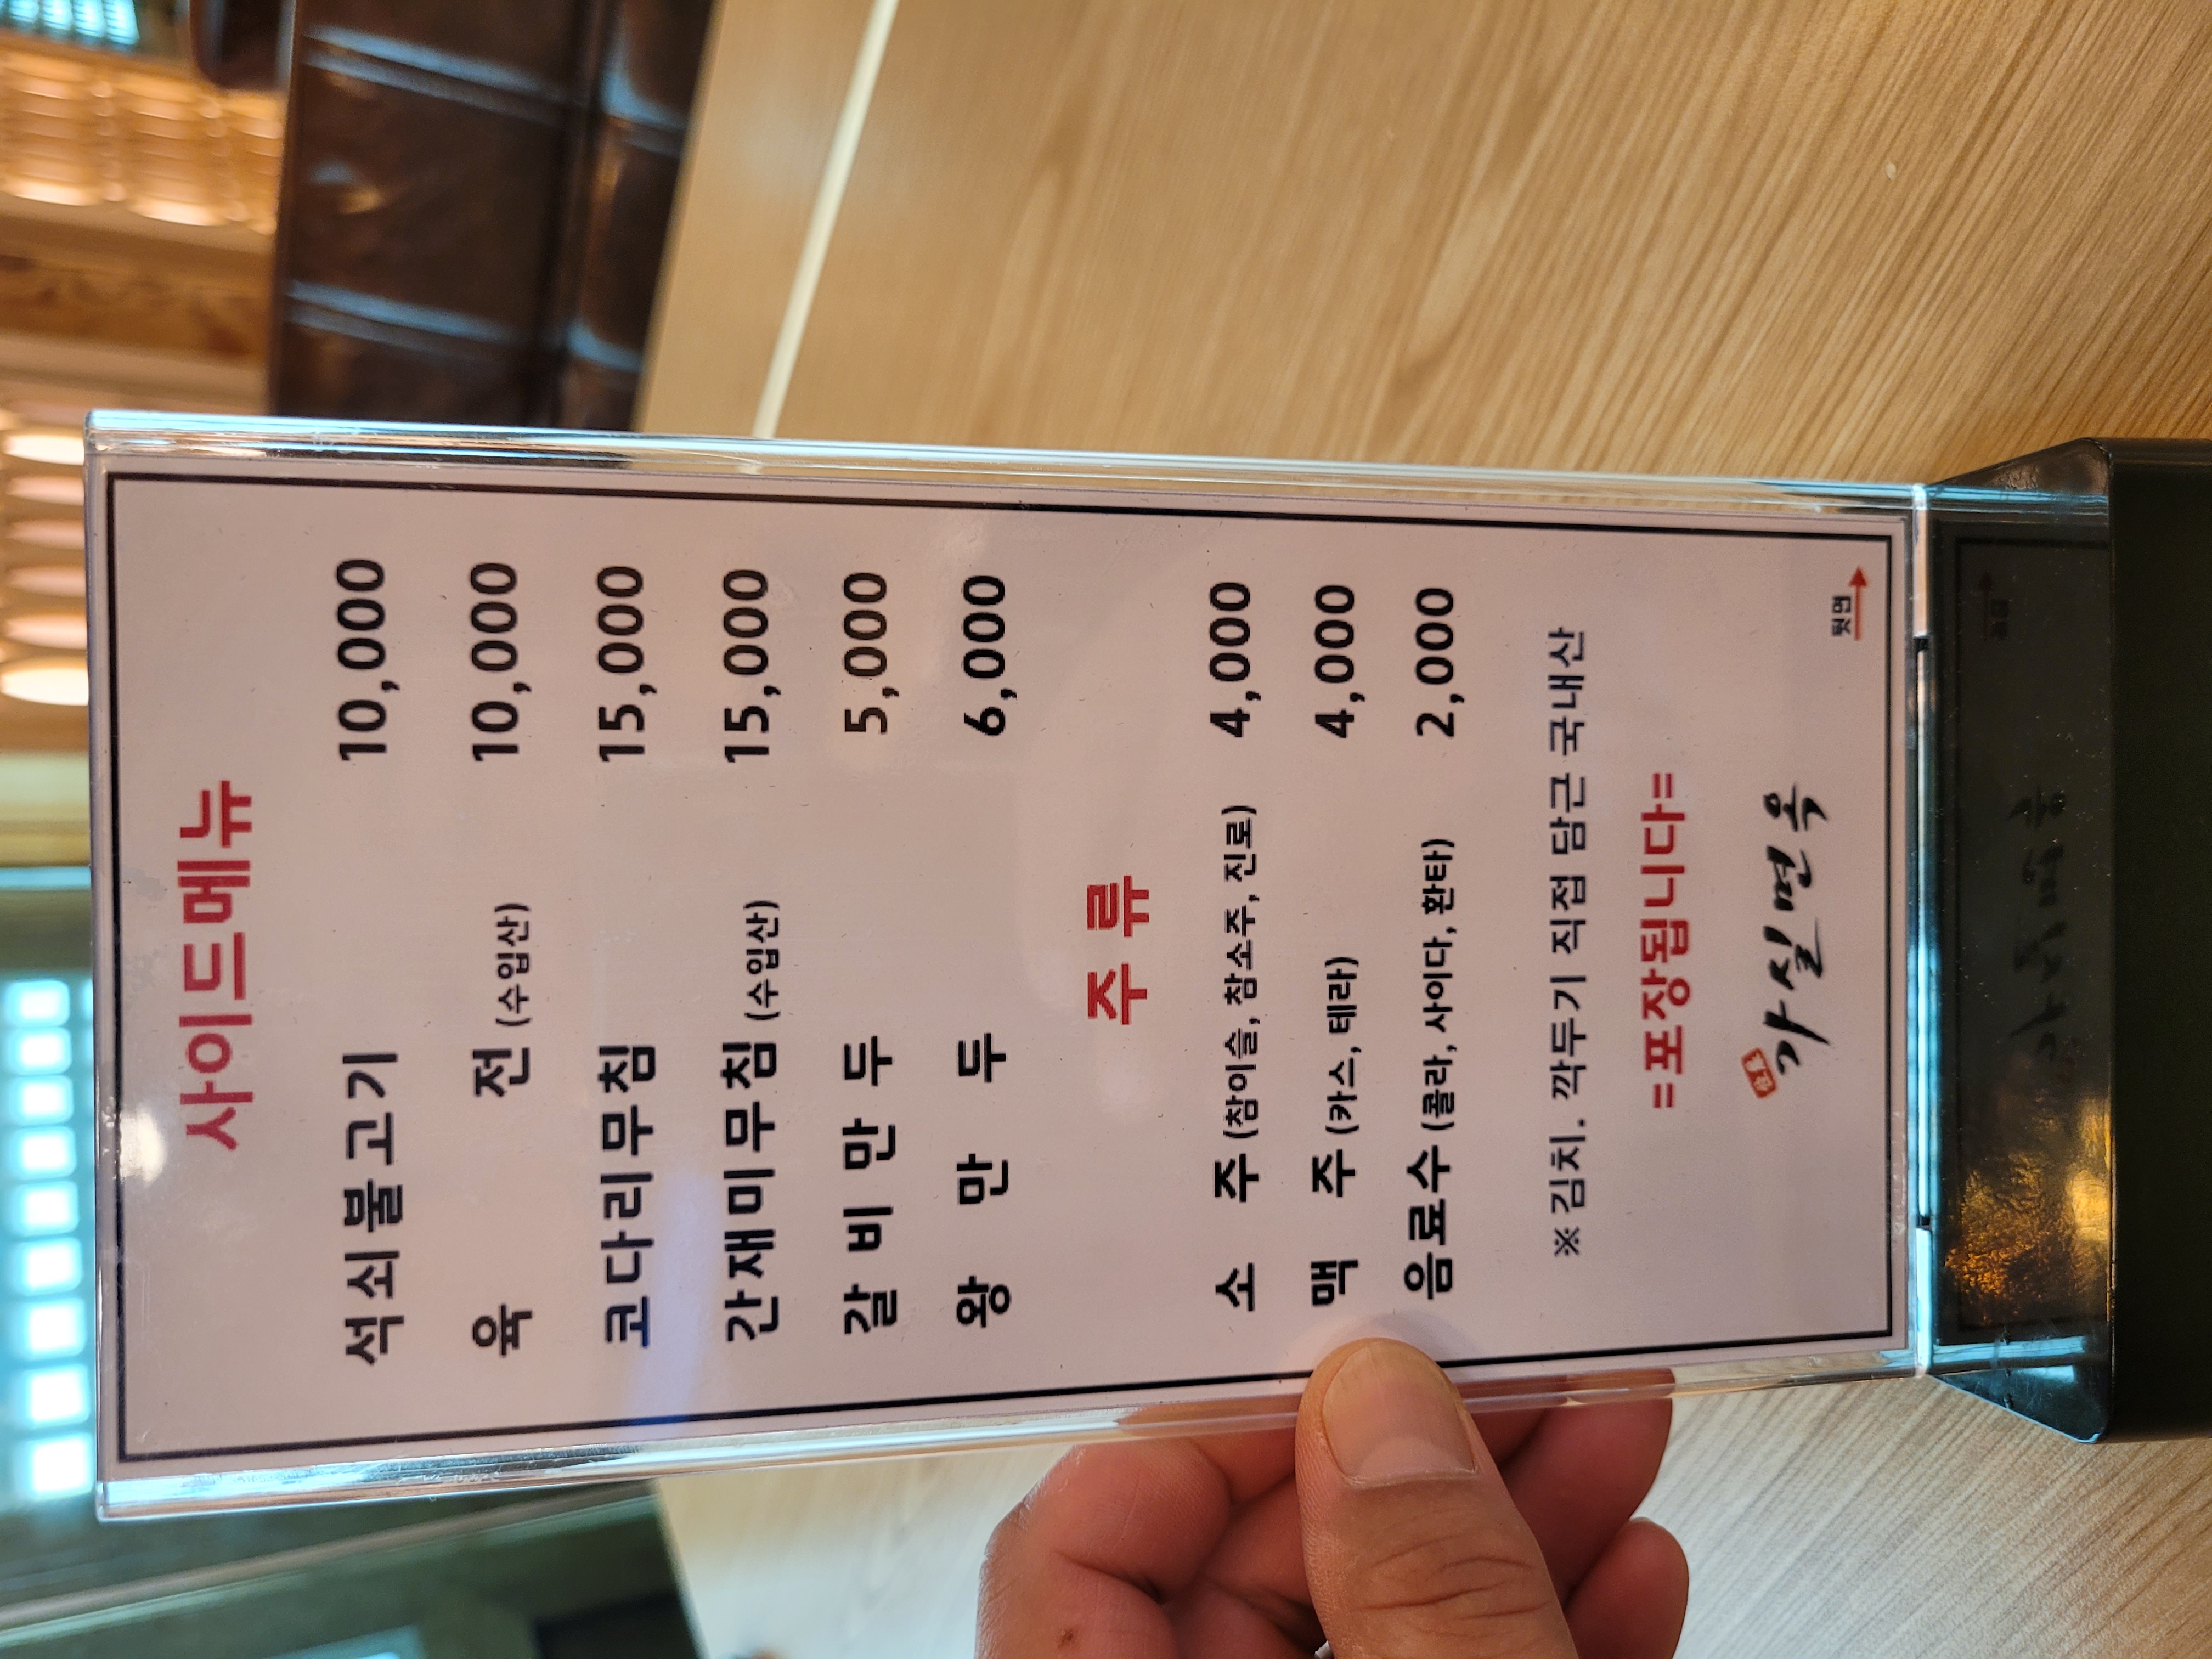 사이드메뉴
석쇠불고기 10,000
육 전 (수입산) 10,000
코다리무침 15,000
간재미무침 (수입산) 15,000
갈 비 만 두 5,000
왕 만 두 6,000
주 류
소 주 (참이슬, 참소주, 진로) 4,000
맥 주 (카스, 테라) 4,000
음료수 (콜라, 사이다, 환타) 2,000
※ 김치. 깍두기 직접 담근 국내산
=포장됩니다=
가실면옥
뒷면